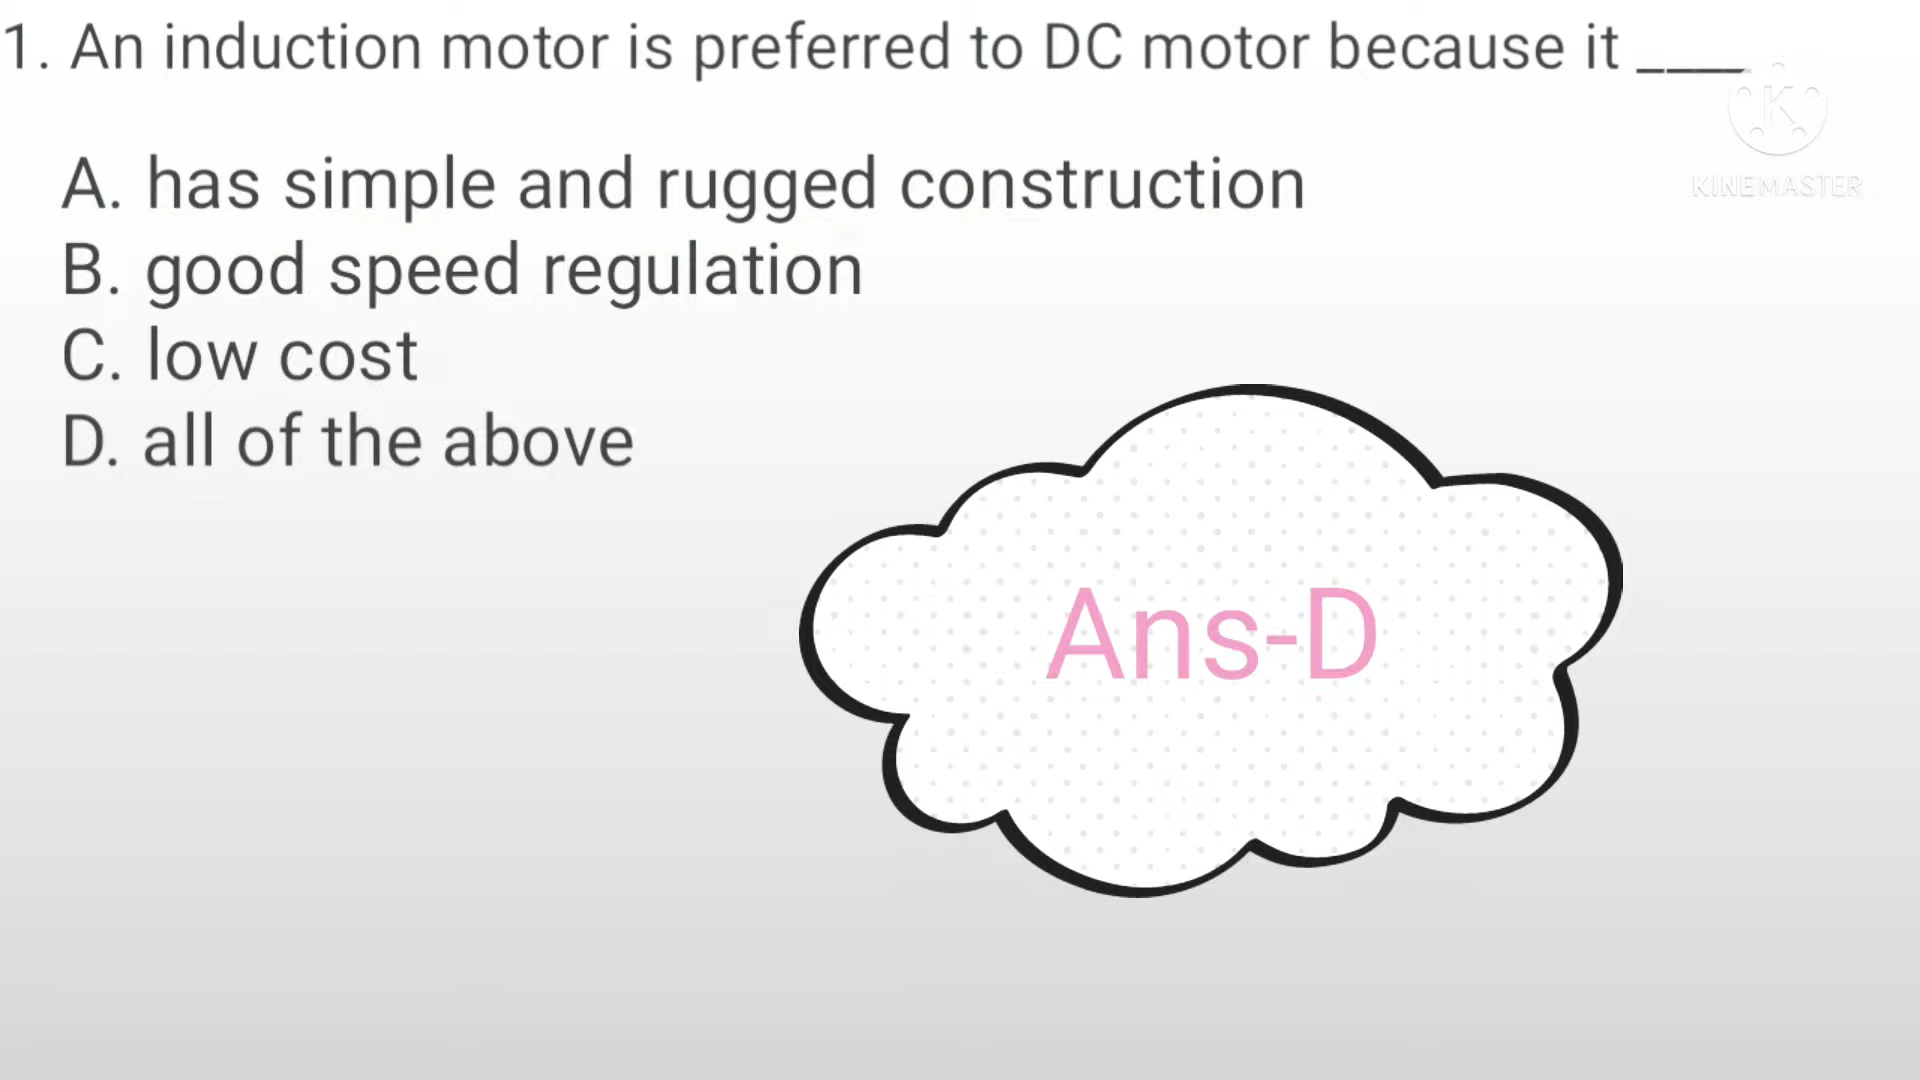 1. An induction motor is preferred to DC motor because it ____
KINEMASTER
A. has simple and rugged construction
B. good speed regulation
C. low cost
D. all of the above
Ans-D